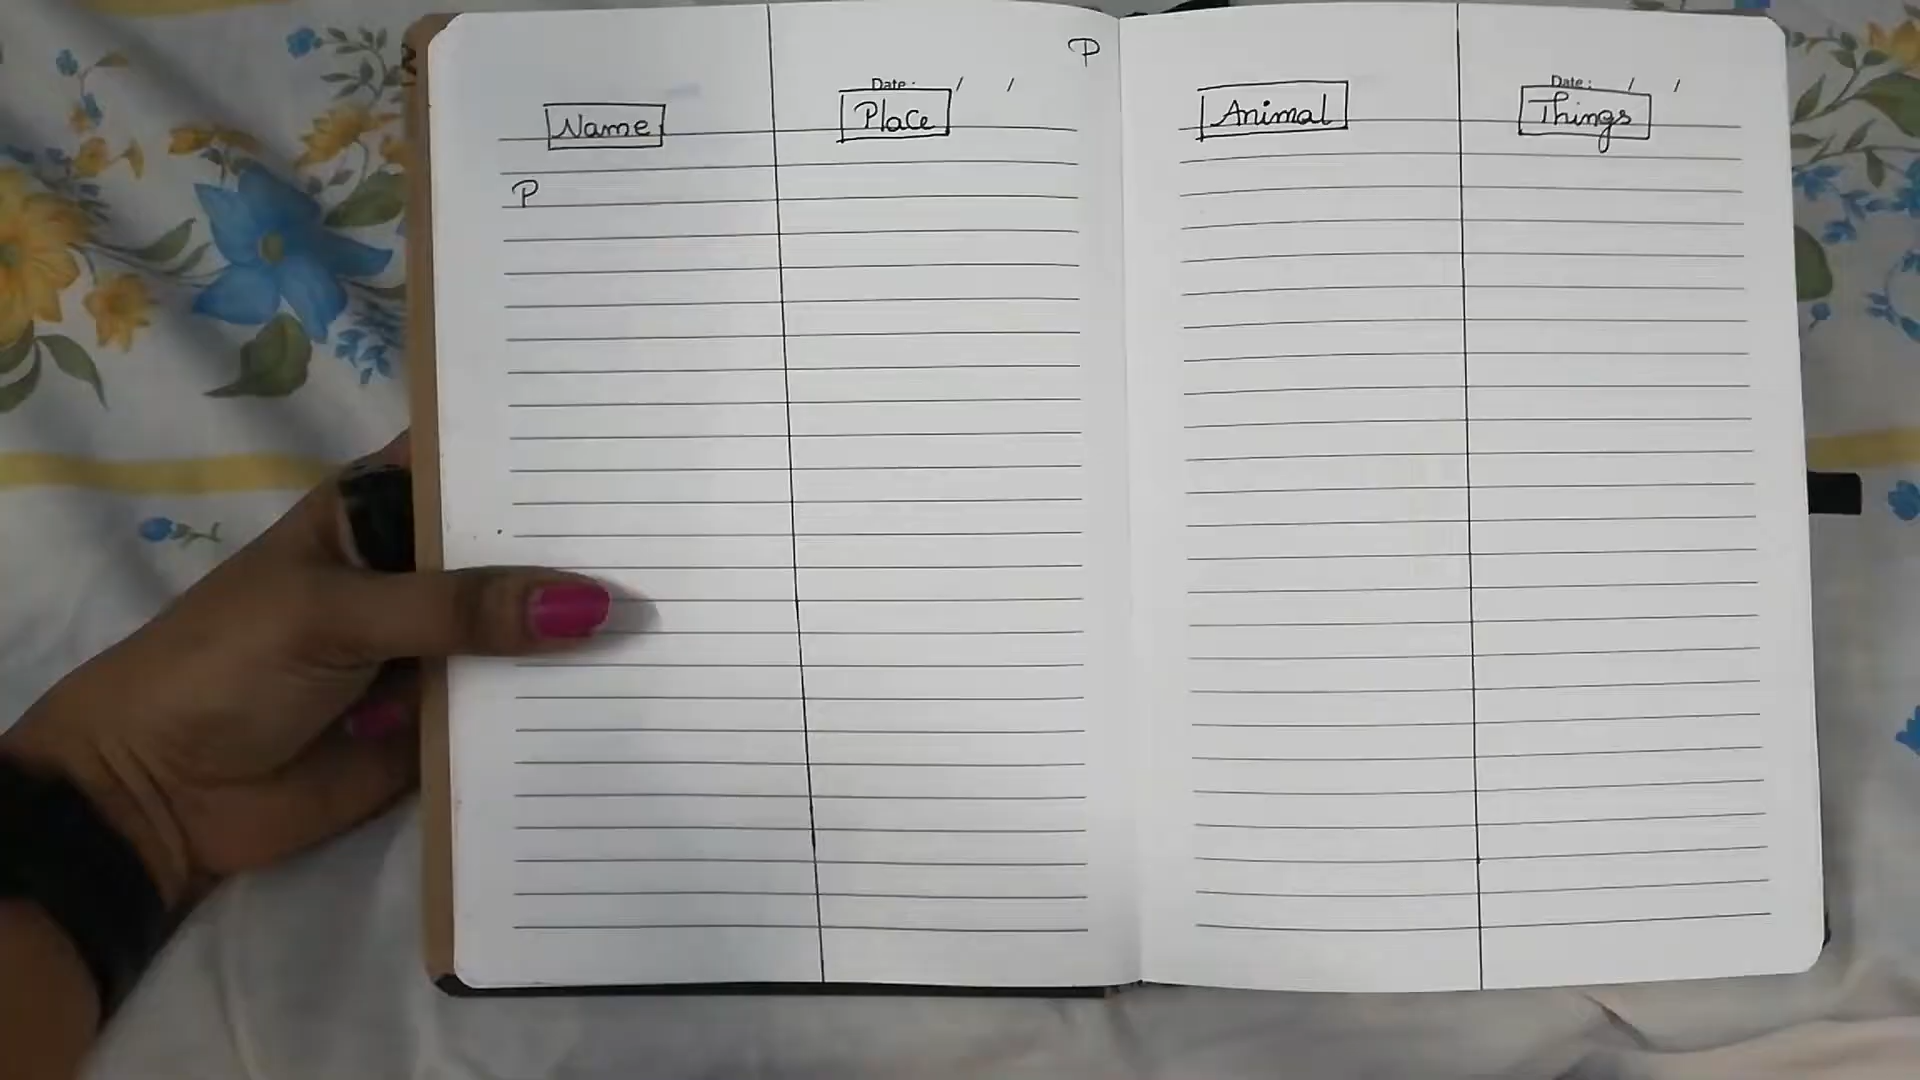 P
Date : / /
Date : / /
Name
Place
Animal
Things
P